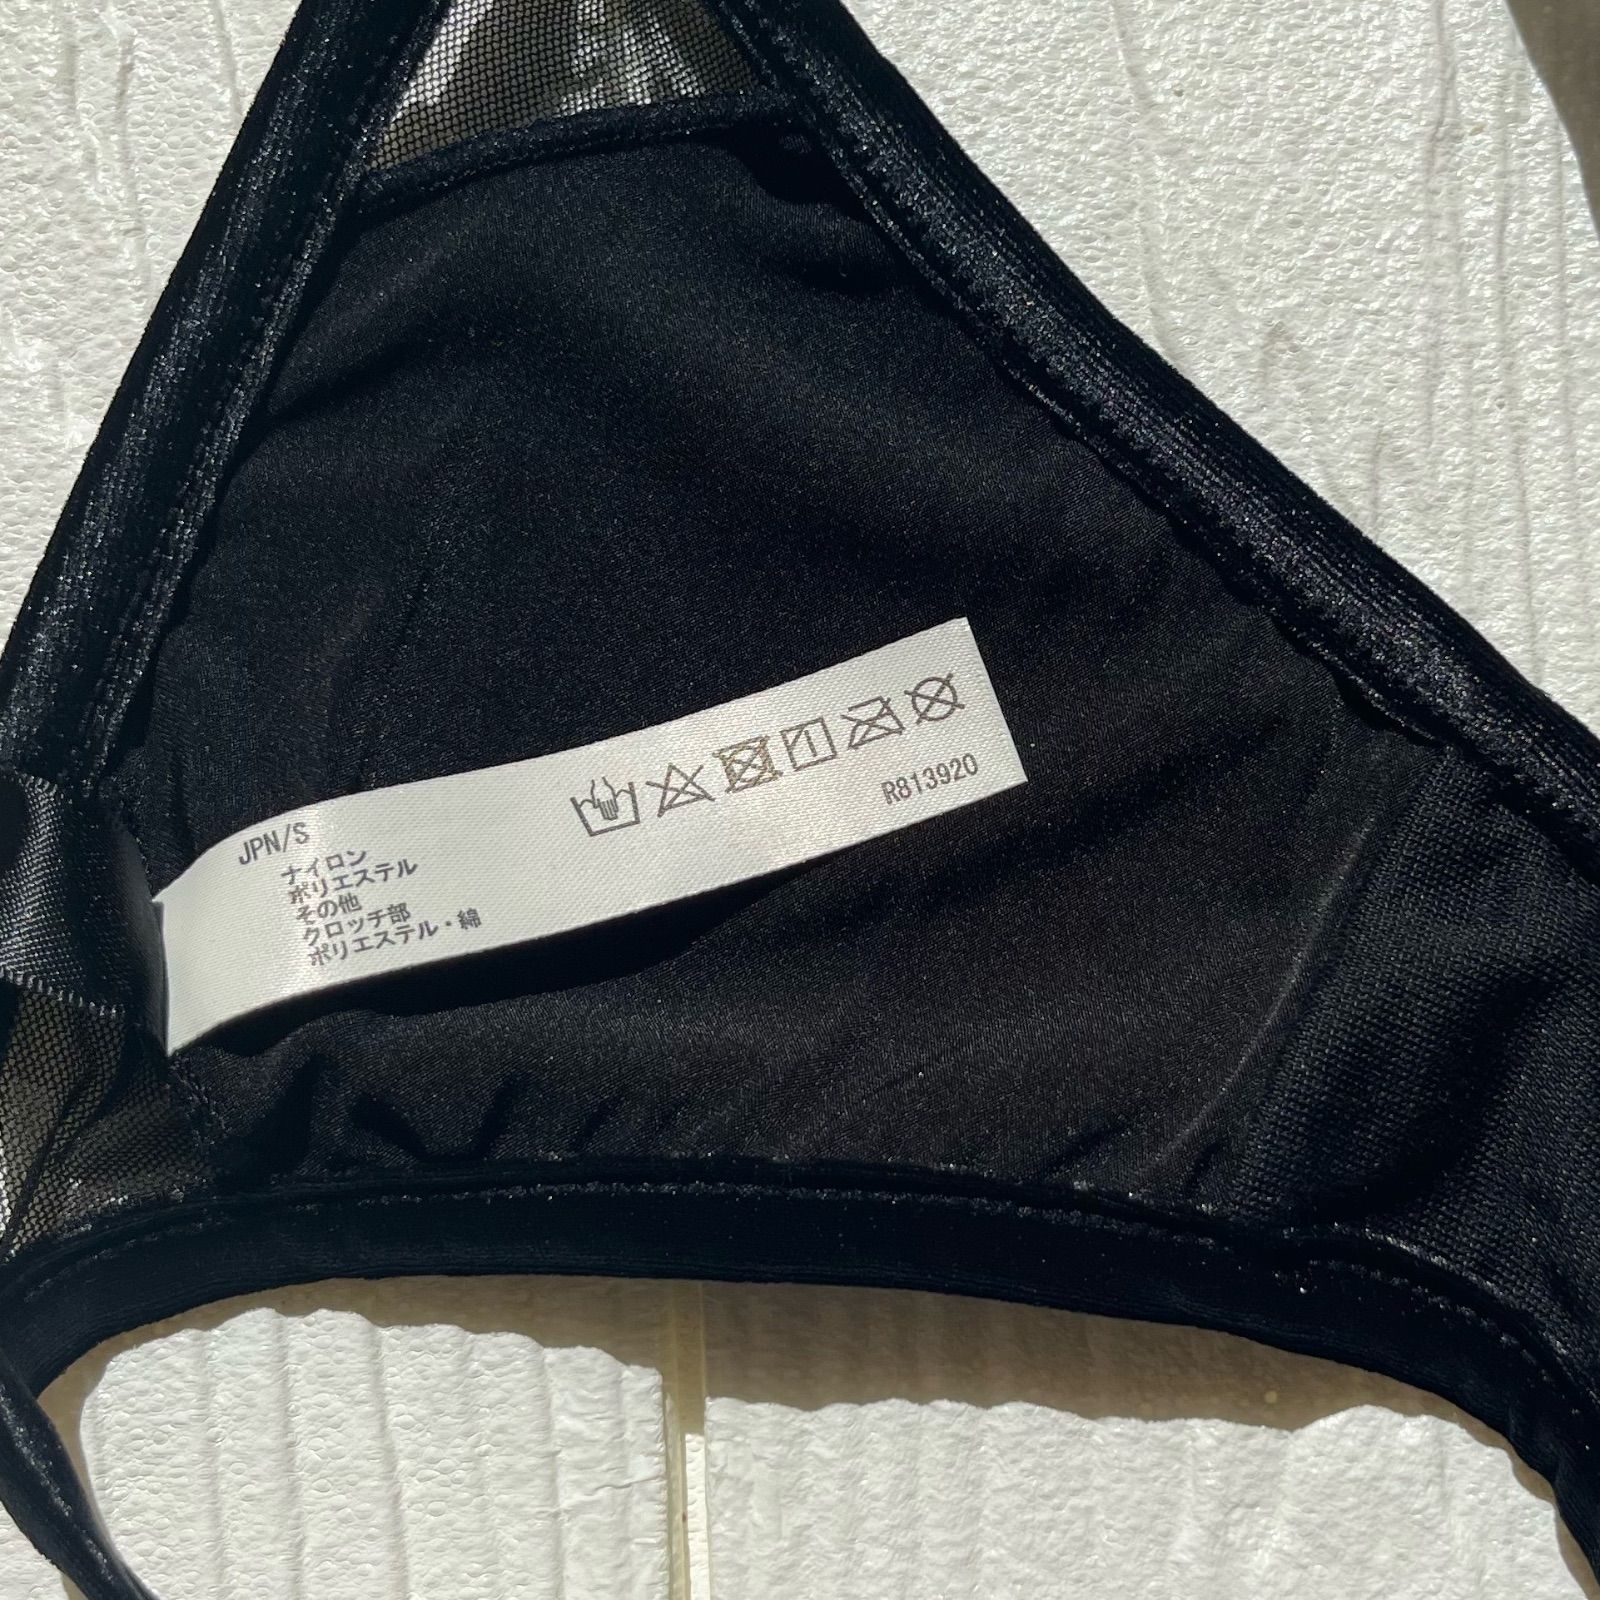 JPN/S
ナイロン
ポリエステル
その他
クロッチ部
ポリエステル・綿
R813920